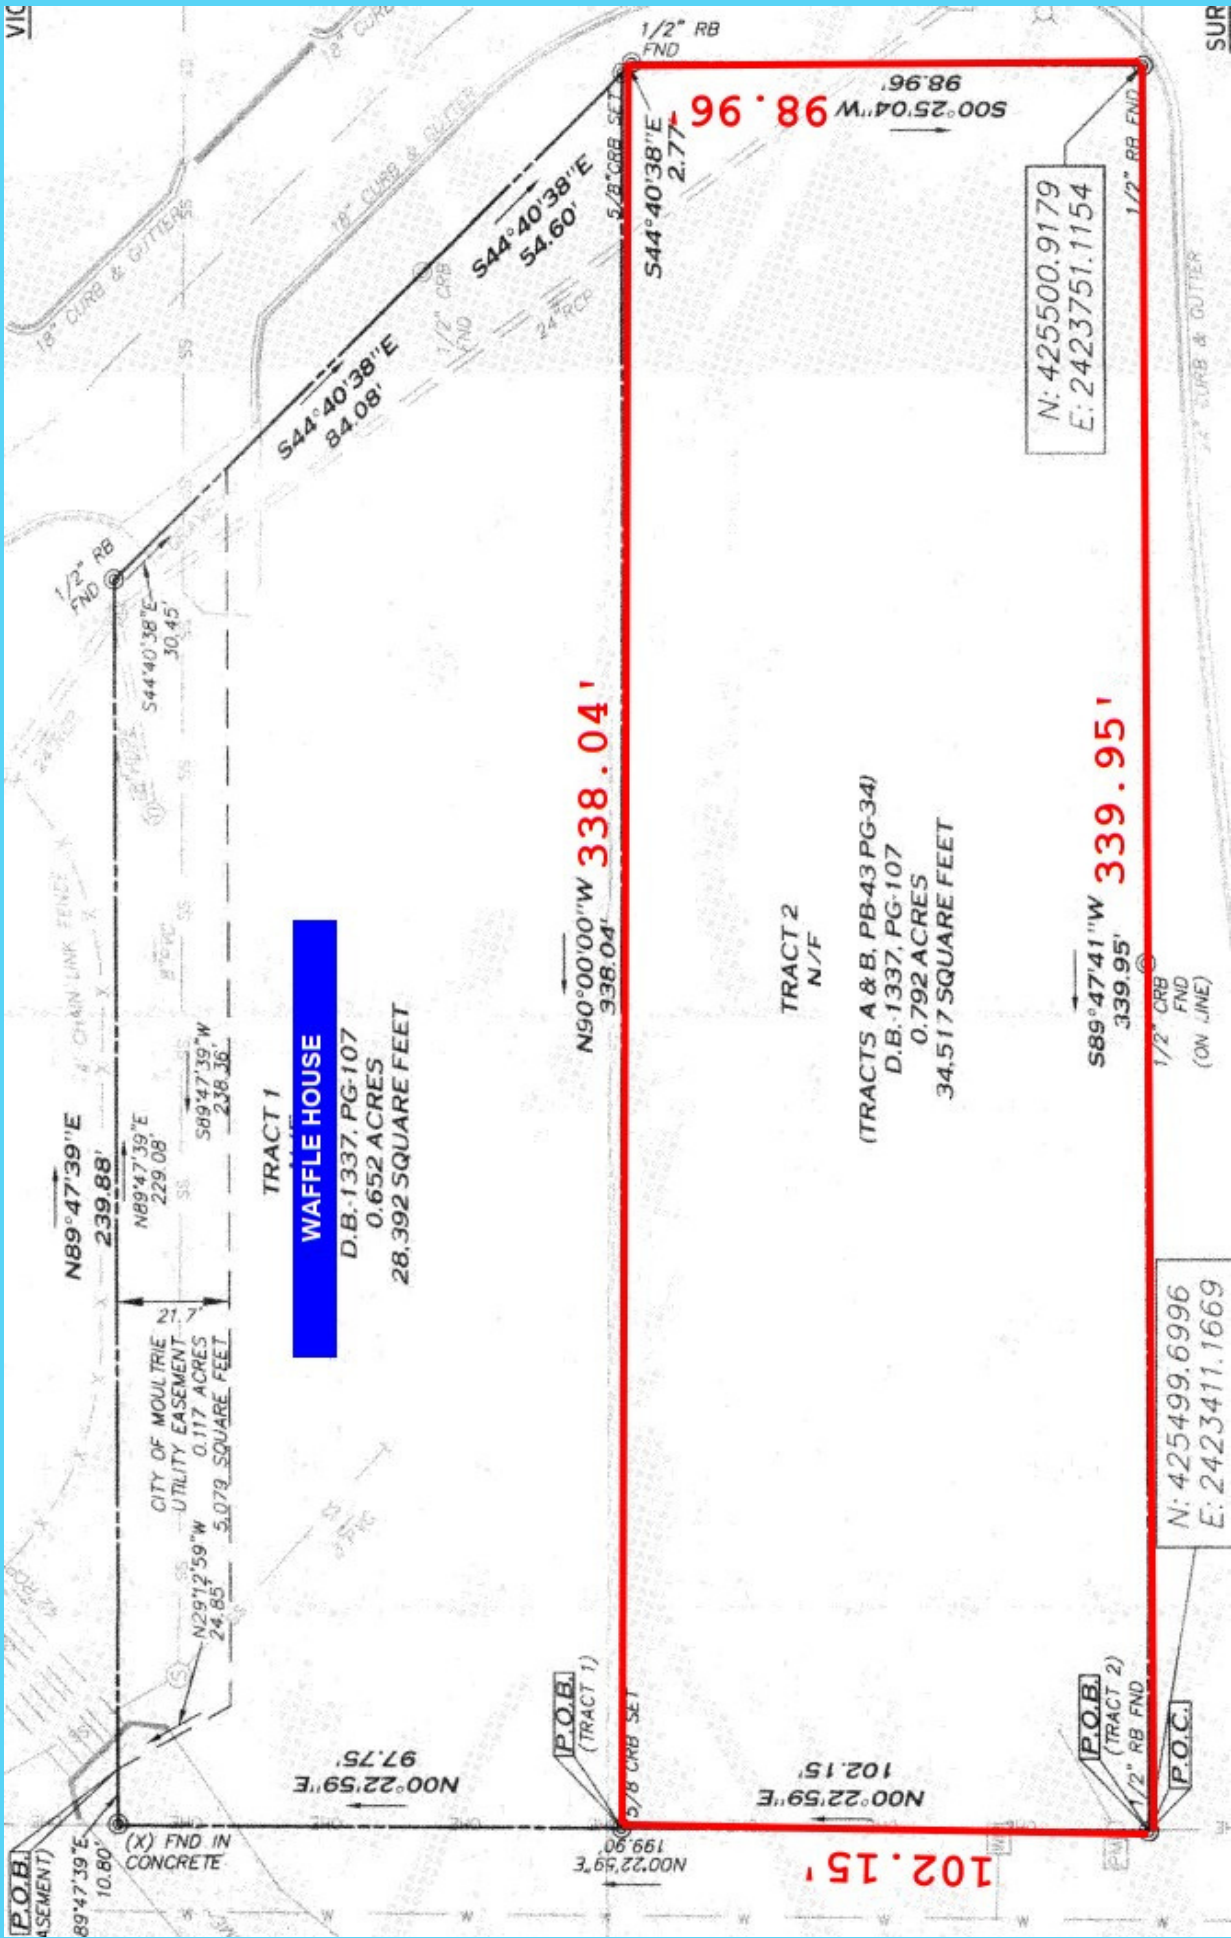 VIC
SUR
18" CURB & GUTTER
18" CURB & GUTTER
1/2" RB
FND
5/8" CRB SET
S44°40'38"E
2.77'
98.96'
S00°25'04"W
98.96'
1/2" RB FND
N: 425500.9179
E: 2423751.1154
S44°40'38"E
54.60'
1/2" CRB
FND
24" RCP
S44°40'38"E
84.08'
1/2" RB
FND
S44°40'38"E
30.45'
N89°47'39"E
239.88'
N89°47'39"E
229.08'
S89°47'39"W
238.36'
4' CHAIN LINK FENCE
8" PVC
TRACT 1
WAFFLE HOUSE
D.B.-1337, PG-107
0.652 ACRES
28,392 SQUARE FEET
338.04'
N90°00'00"W
338.04'
TRACT 2
N/F
(TRACTS A & B, PB-43 PG-34)
D.B.-1337, PG-107
0.792 ACRES
34,517 SQUARE FEET
339.95'
S89°47'41"W
339.95'
1/2" CRB
FND
(ON LINE)
21.7'
CITY OF MOULTRIE
UTILITY EASEMENT
0.117 ACRES
5,079 SQUARE FEET
N29°12'59"W
24.85'
N: 425499.6996
E: 2423411.1669
P.O.B.
(TRACT 1)
5/8 CRB SET
P.O.B.
(TRACT 2)
1/2" RB FND
P.O.C.
N00°22'59"E
97.75'
N00°22'59"E
102.15'
102.15'
N00°22'59"E
199.90'
(X) FND IN
CONCRETE
P.O.B.
ASEMENT)
89°47'39"E
10.80'